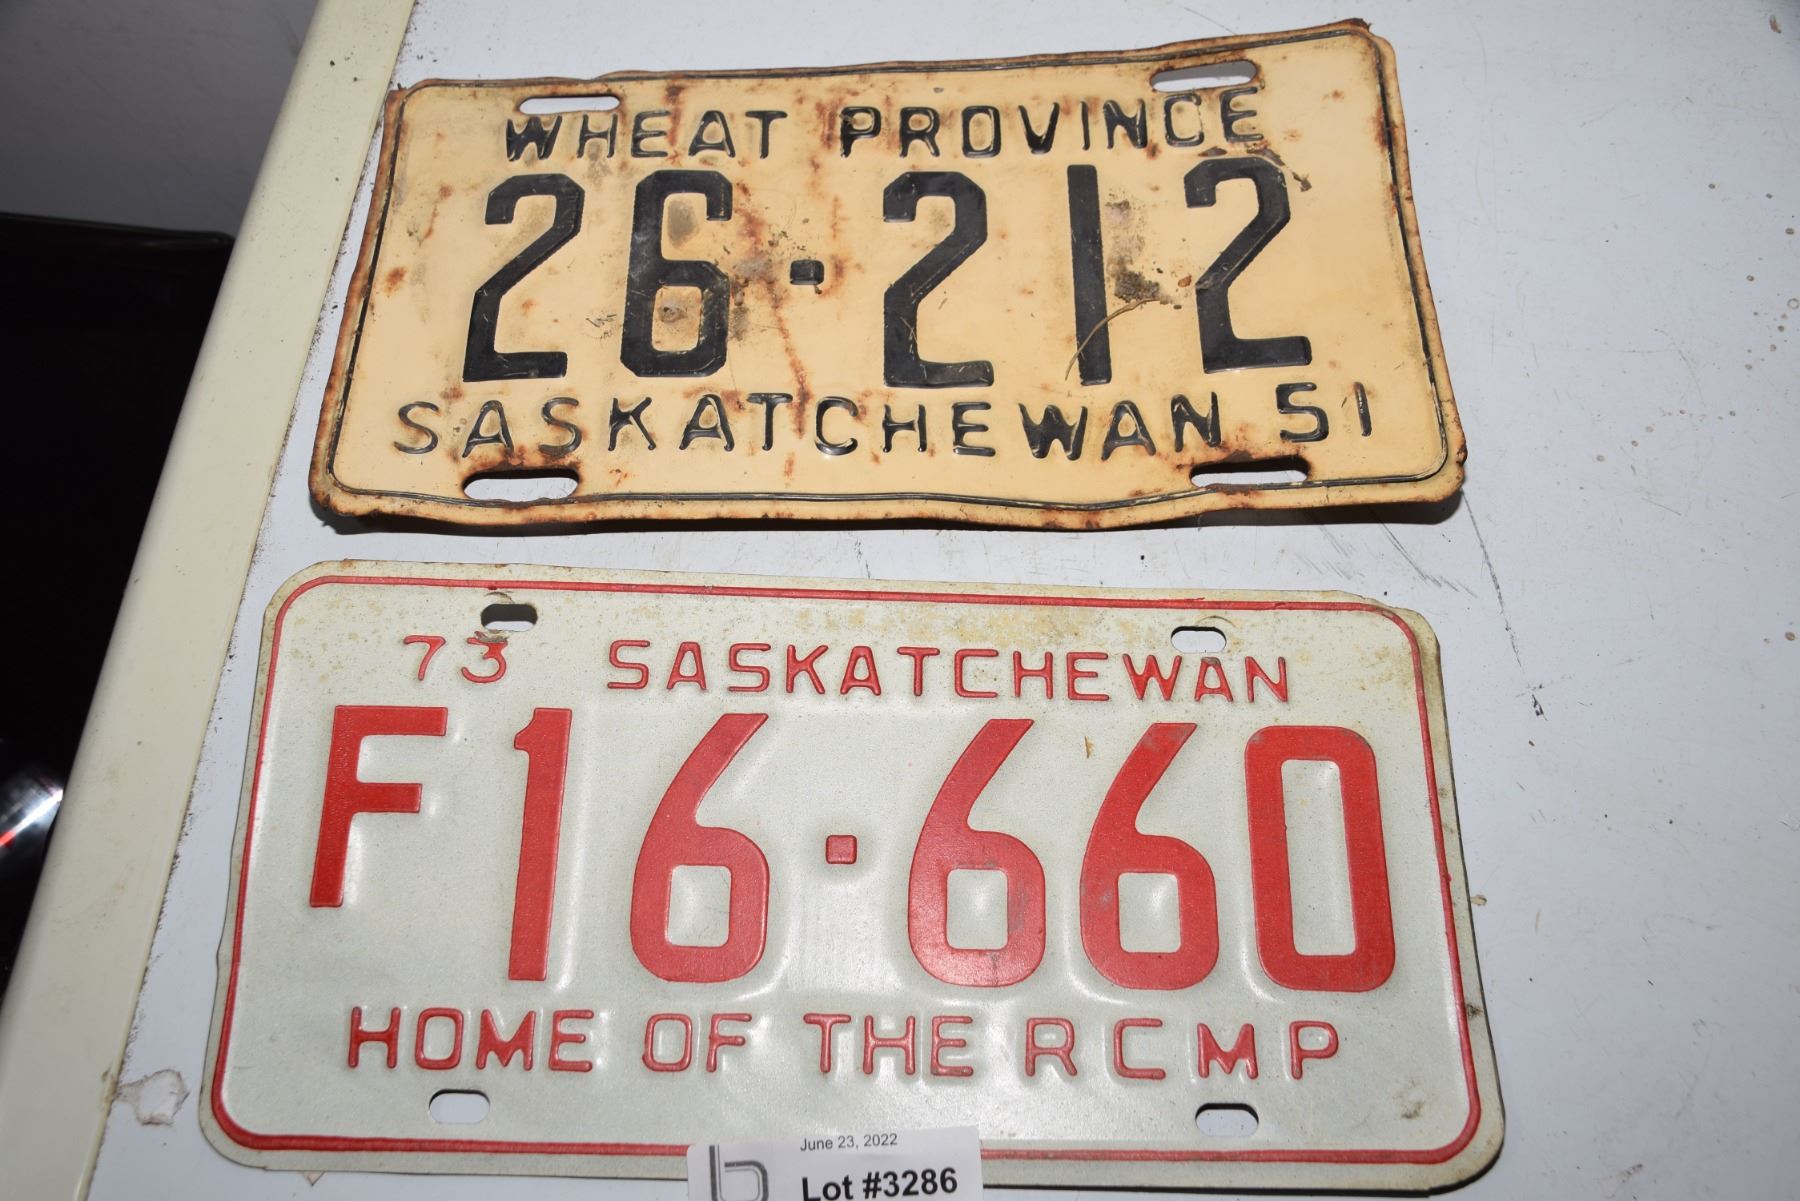 WHEAT PROVINCE
26·212
SASKATCHEWAN 51
73 SASKATCHEWAN
F16·660
HOME OF THE RCMP
June 23, 2022
Lot #3286